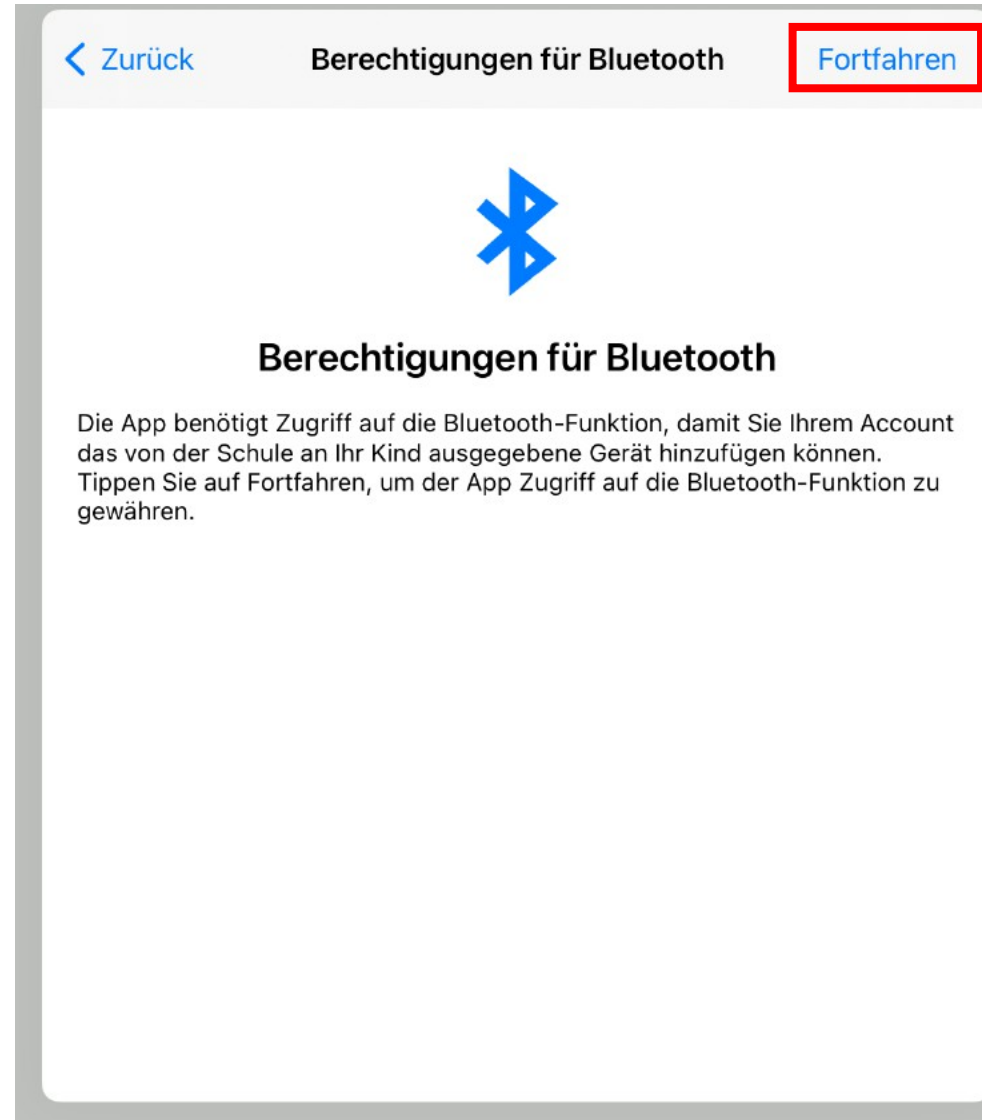 Zurück Berechtigungen für Bluetooth Fortfahren
Berechtigungen für Bluetooth
Die App benötigt Zugriff auf die Bluetooth-Funktion, damit Sie Ihrem Account
das von der Schule an Ihr Kind ausgegebene Gerät hinzufügen können.
Tippen Sie auf Fortfahren, um der App Zugriff auf die Bluetooth-Funktion zu
gewähren.